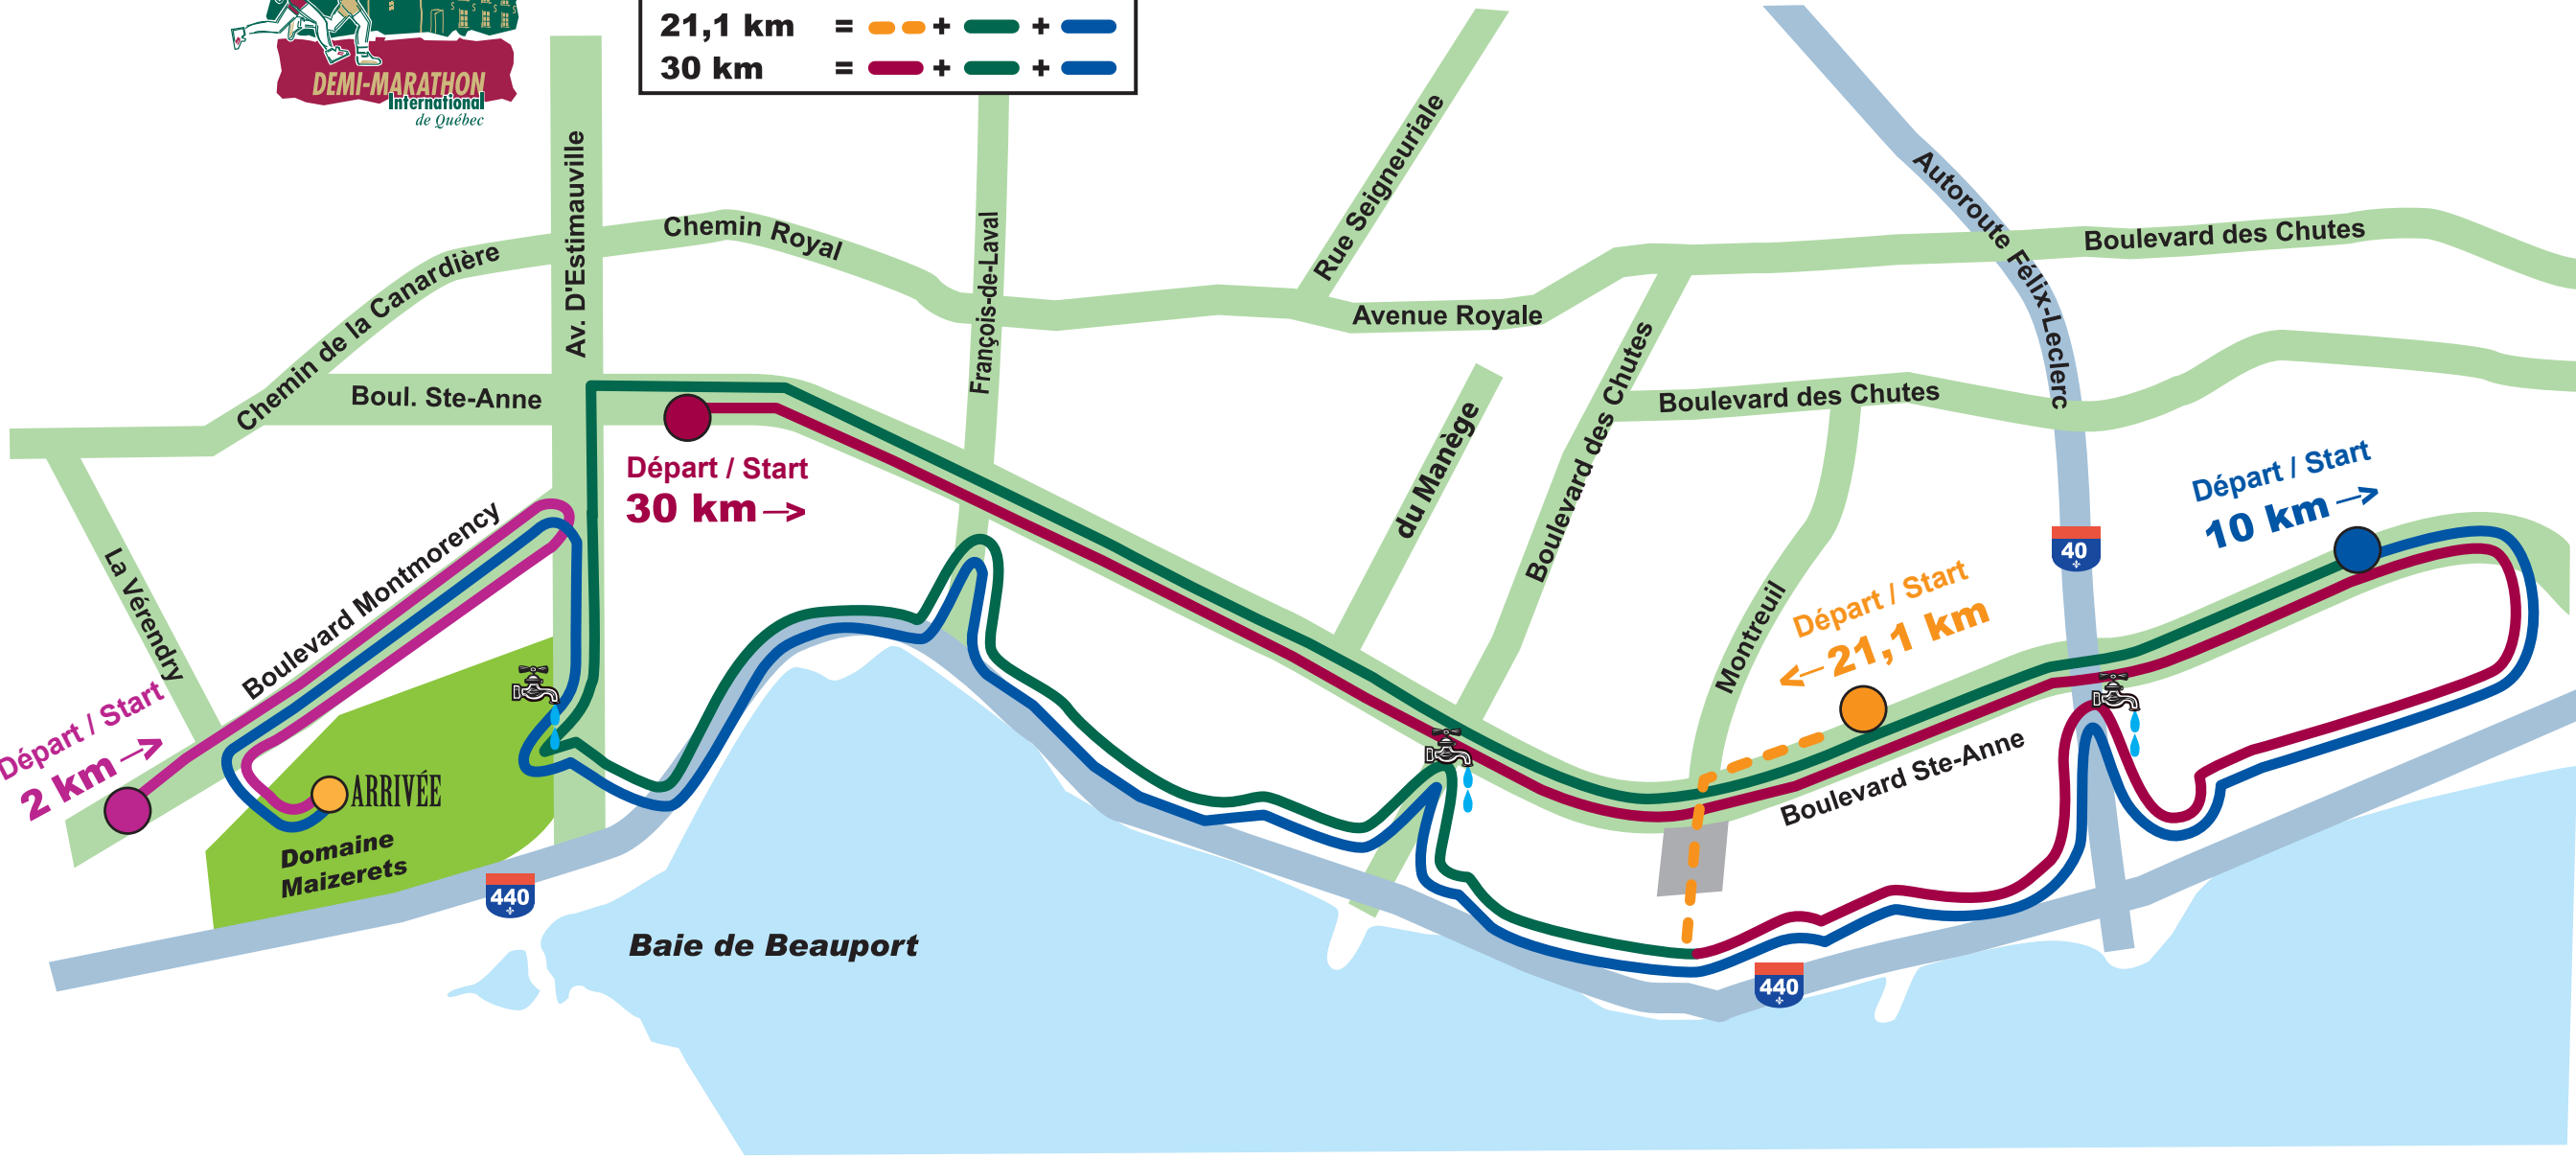 21,1 km = + +
30 km = + +
DEMI-MARATHON
International
de Québec
Av. D'Estimauville
Chemin Royal
Chemin de la Canardière
François-de-Laval
Rue Seigneuriale
Avenue Royale
Autoroute Félix-Leclerc
Boulevard des Chutes
Boul. Ste-Anne
Boulevard des Chutes
Boulevard des Chutes
du Manège
Départ / Start
30 km
Départ / Start
10 km
40
La Vérendry
Boulevard Montmorency
Montreuil
Départ / Start
21,1 km
Départ / Start
2 km
Boulevard Ste-Anne
ARRIVÉE
Domaine
Maizerets
440
Baie de Beauport
440